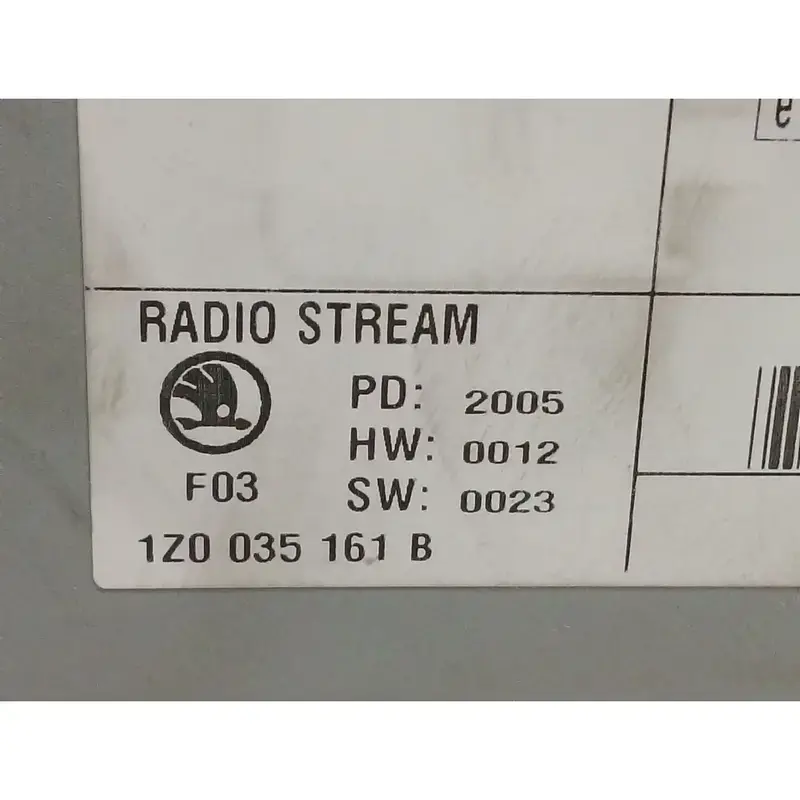 RADIO STREAM
PD: 2005
HW: 0012
F03
SW: 0023
1Z0 035 161 B